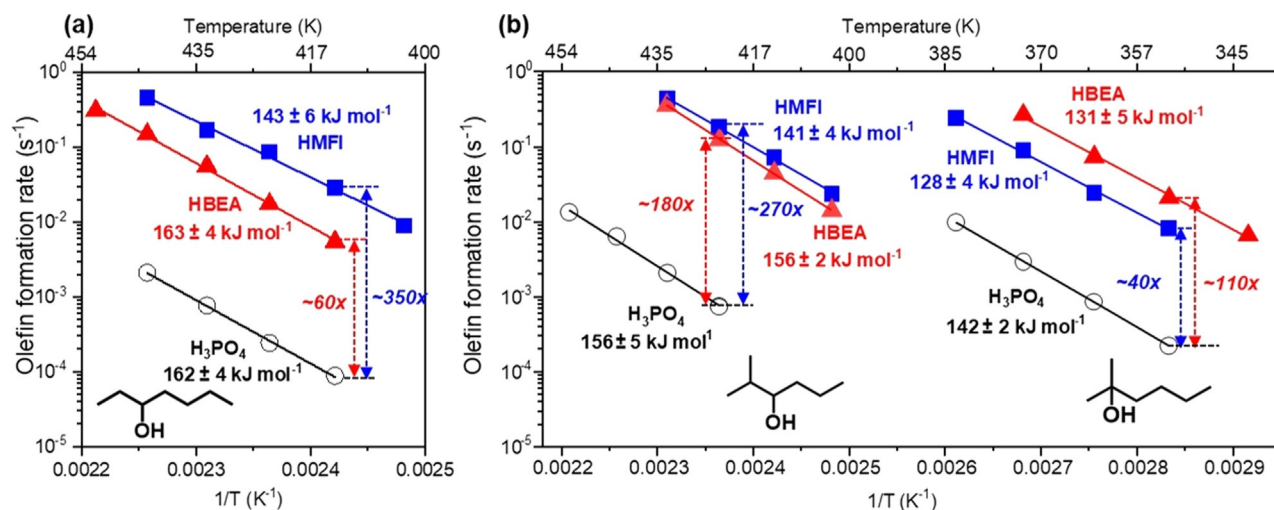 (a)
Temperature (K)
454 435 417 400
Olefin formation rate (s⁻¹)
10⁰
10⁻¹
10⁻²
10⁻³
10⁻⁴
10⁻⁵
143 ± 6 kJ mol⁻¹
HMFI
HBEA
163 ± 4 kJ mol⁻¹
~60x
~350x
H₃PO₄
162 ± 4 kJ mol⁻¹
OH
0.0022 0.0023 0.0024 0.0025
1/T (K⁻¹)
(b)
Temperature (K)
454 435 417 400 385 370 357 345
Olefin formation rate (s⁻¹)
10⁰
10⁻¹
10⁻²
10⁻³
10⁻⁴
10⁻⁵
HMFI
141 ± 4 kJ mol⁻¹
~180x
~270x
HBEA
156 ± 2 kJ mol⁻¹
H₃PO₄
156 ± 5 kJ mol¹
OH
HBEA
131 ± 5 kJ mol⁻¹
HMFI
128 ± 4 kJ mol⁻¹
~40x
~110x
H₃PO₄
142 ± 2 kJ mol⁻¹
OH
0.0022 0.0023 0.0024 0.0025 0.0026 0.0027 0.0028 0.0029
1/T (K⁻¹)